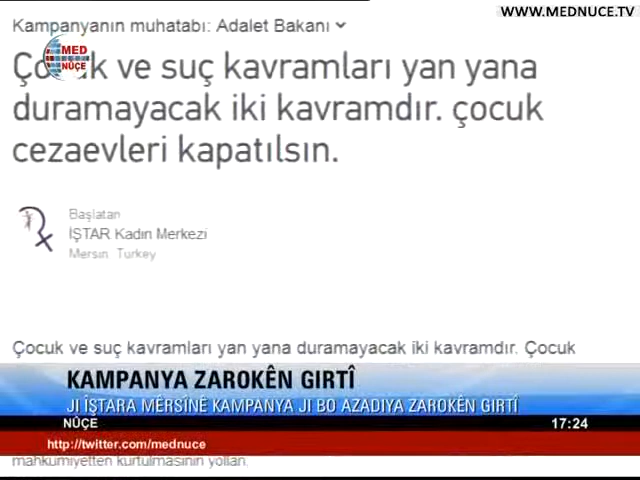 WWW.MEDNUCE.TV
Kampanyanın muhatabı: Adalet Bakanı
MED
NÛÇE
Çocuk ve suç kavramları yan yana
duramayacak iki kavramdır. çocuk
cezaevleri kapatılsın.
Başlatan
İŞTAR Kadın Merkezi
Mersin Turkey
Çocuk ve suç kavramları yan yana duramayacak iki kavramdır. Çocuk
KAMPANYA ZAROKÊN GIRTÎ
JI ÎŞTARA MÊRSÎNÊ KAMPANYA JI BO AZADIYA ZAROKÊN GIRTÎ
NÛÇE 17:24
http://twitter.com/mednuce
mahkumiyetten kurtulmasının yolları.